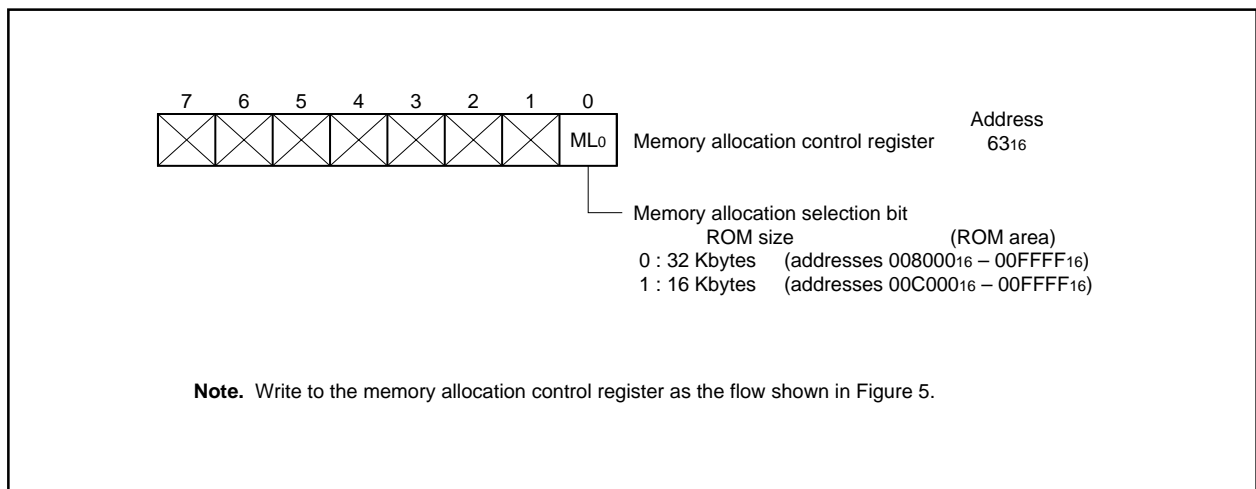 7 6 5 4 3 2 1 0
Address
ML0 Memory allocation control register 6316
Memory allocation selection bit
ROM size (ROM area)
0 : 32 Kbytes (addresses 00800016 – 00FFFF16)
1 : 16 Kbytes (addresses 00C00016 – 00FFFF16)
Note. Write to the memory allocation control register as the flow shown in Figure 5.